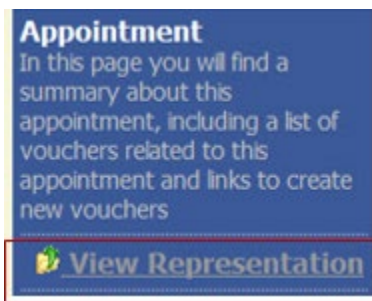 Appointment
In this page you will find a
summary about this
appointment, including a list of
vouchers related to this
appointment and links to create
new vouchers
View Representation